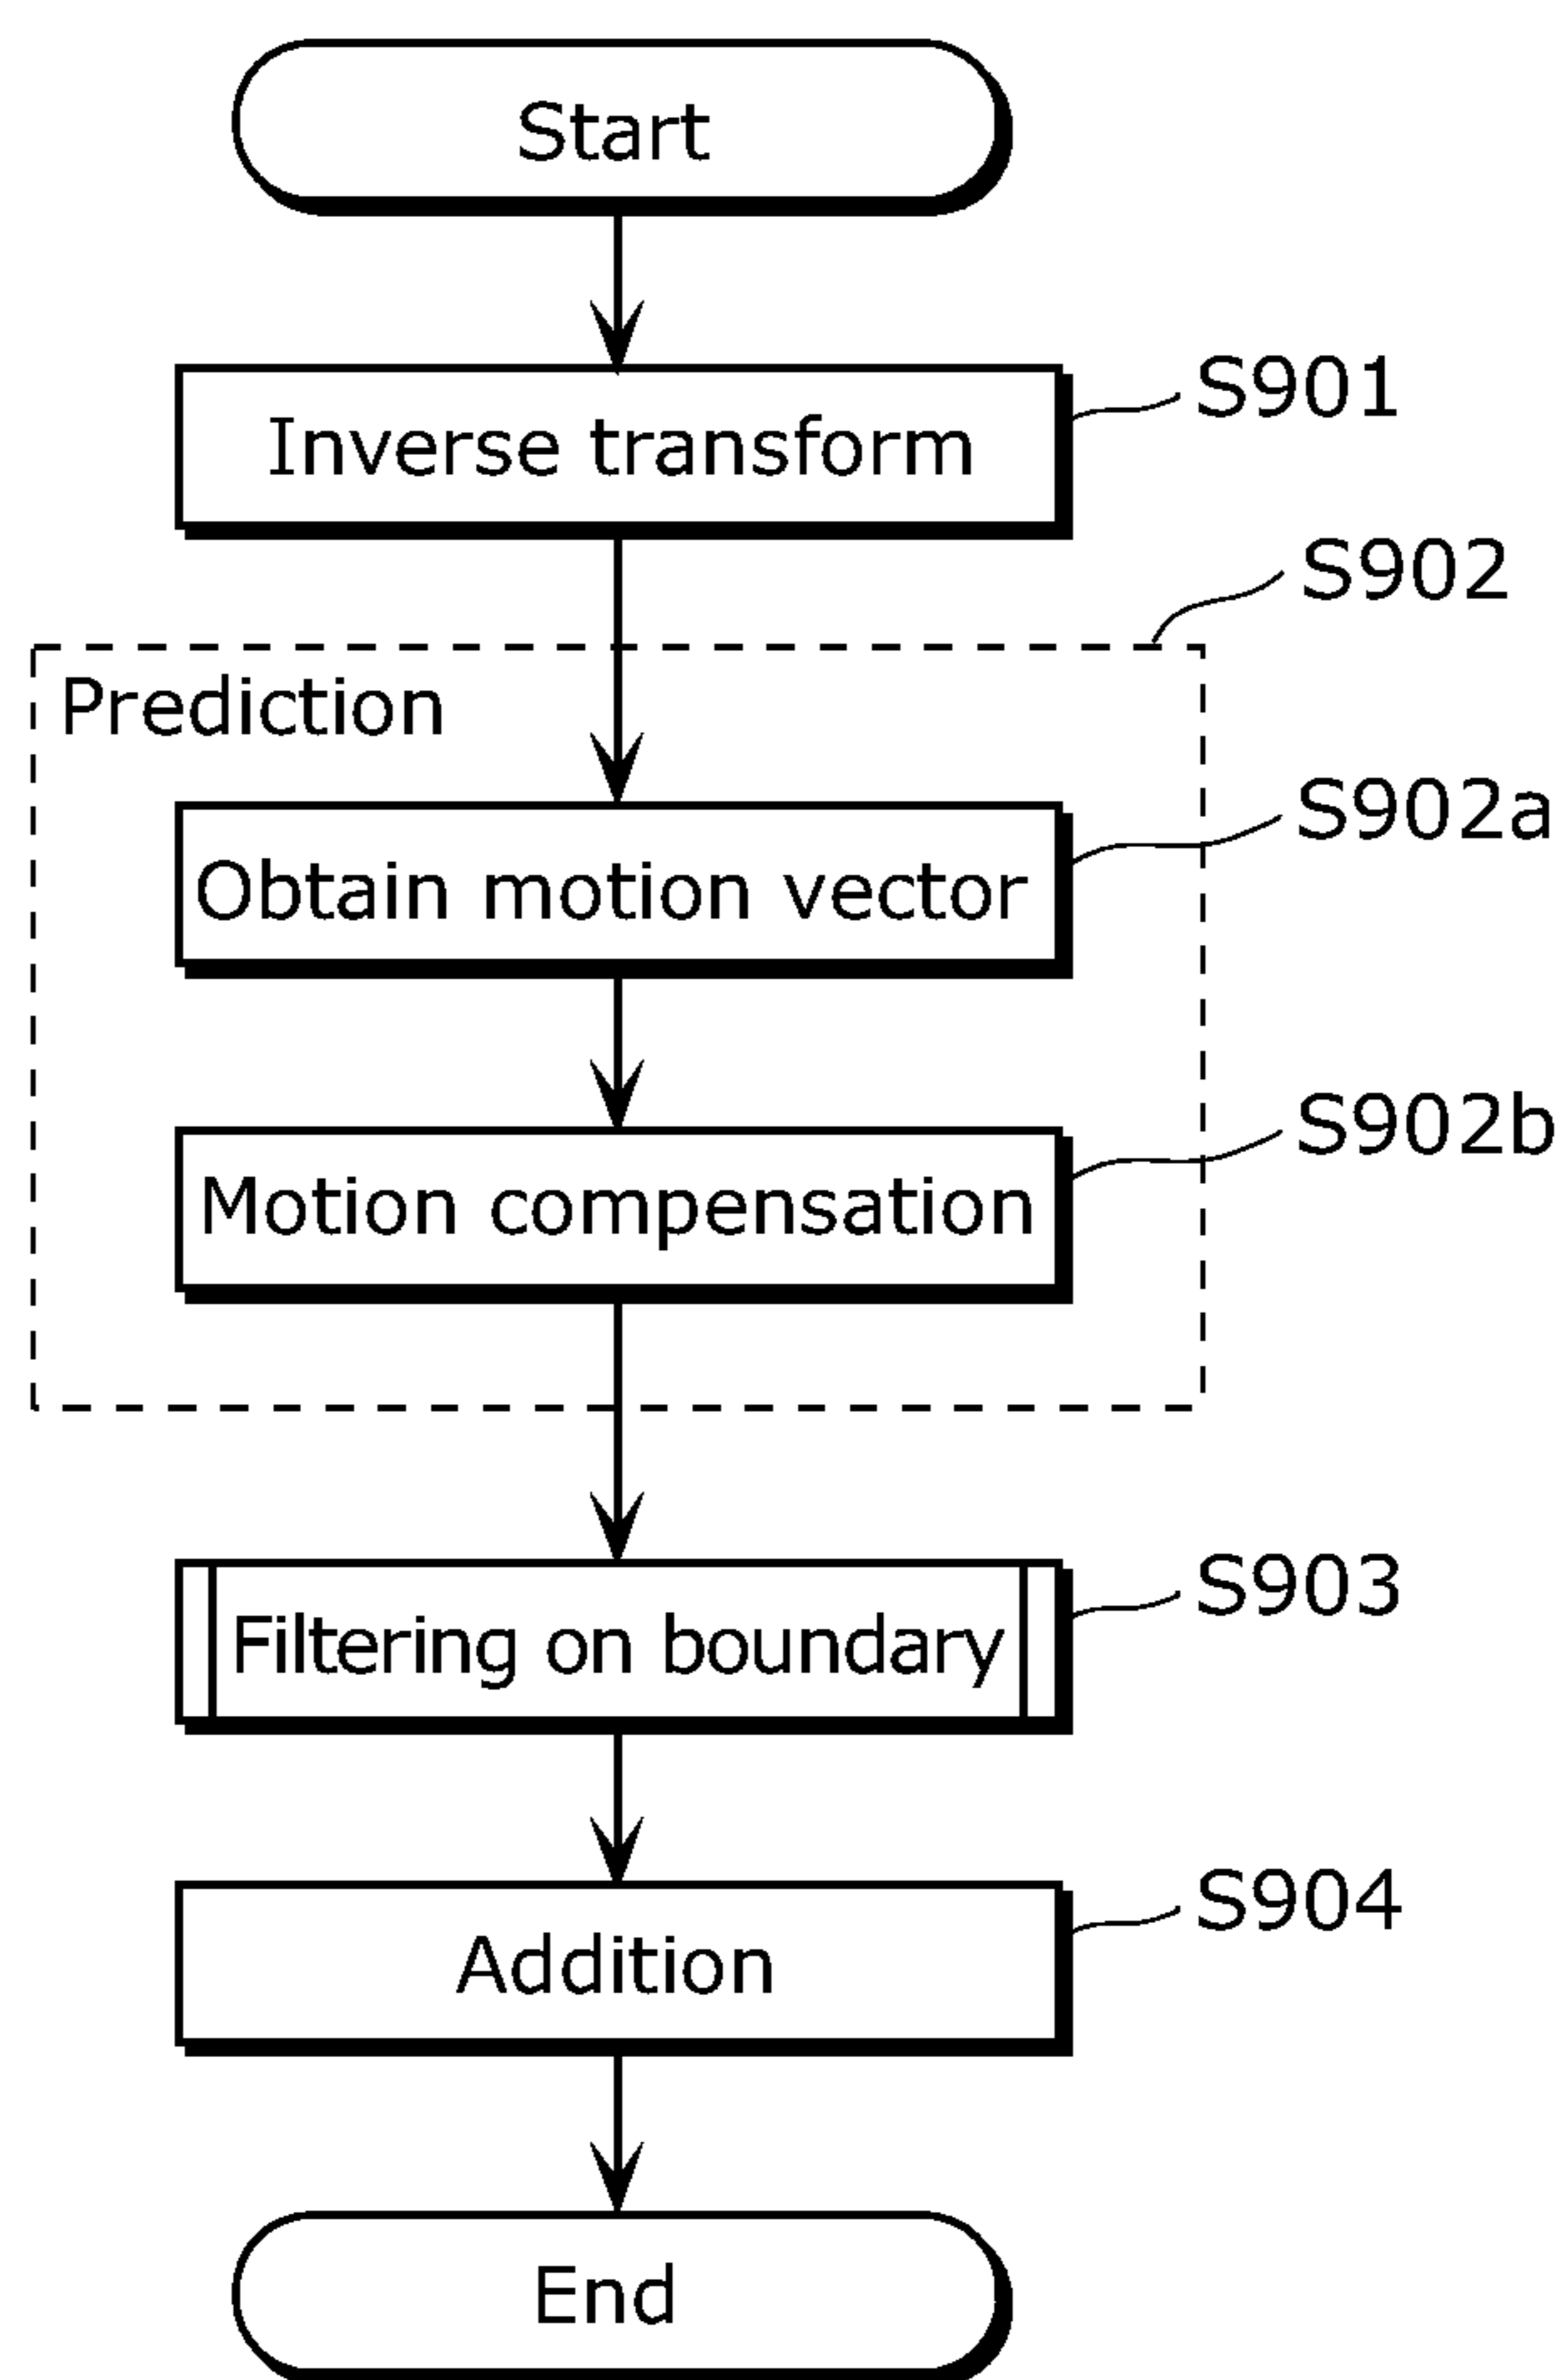 Start
Inverse transform
S901
S902
Prediction
Obtain motion vector
S902a
Motion compensation
S902b
Filtering on boundary
S903
Addition
S904
End